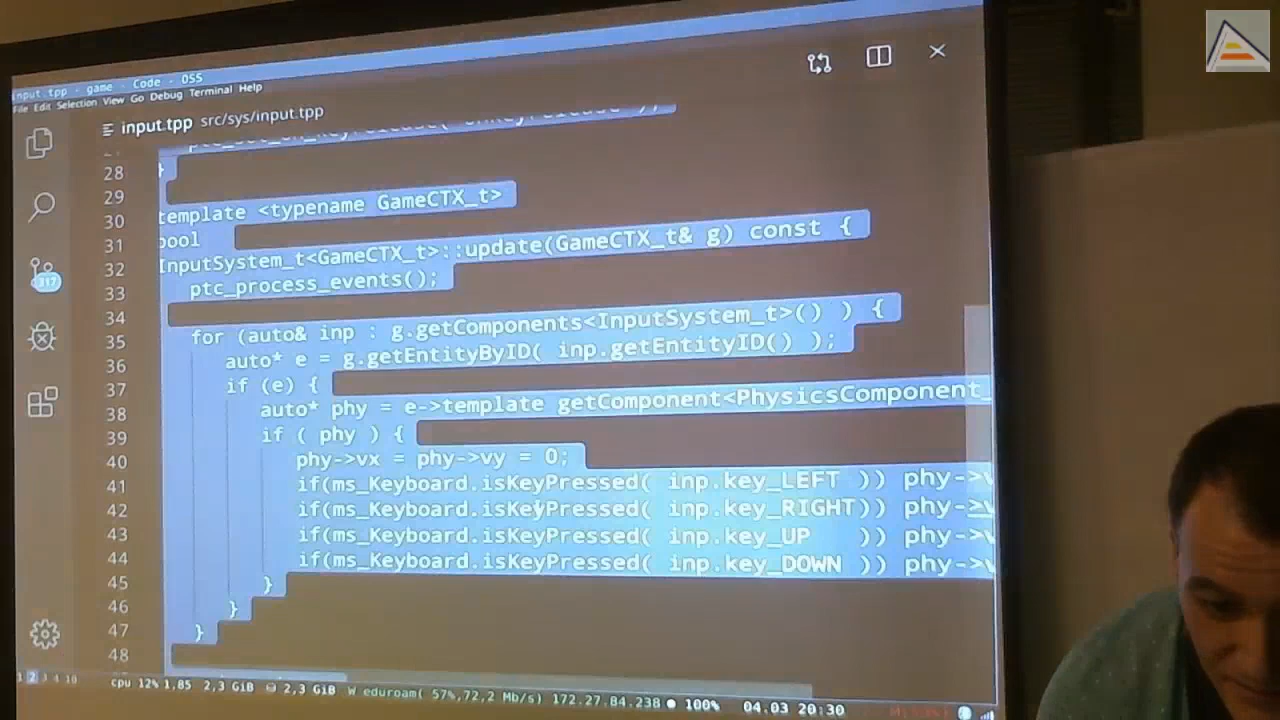 input.tpp - game - Code - OSS
File Edit Selection View Go Debug Terminal Help
input.tpp src/sys/input.tpp
28 }
29
30 template <typename GameCTX_t>
31 bool
32 InputSystem_t<GameCTX_t>::update(GameCTX_t& g) const {
33 ptc_process_events();
34
35 for (auto& inp : g.getComponents<InputSystem_t>() ) {
36 auto* e = g.getEntityByID( inp.getEntityID() );
37 if (e) {
38 auto* phy = e->template getComponent<PhysicsComponent_
39 if ( phy ) {
40 phy->vx = phy->vy = 0;
41 if(ms_Keyboard.isKeyPressed( inp.key_LEFT )) phy->v
42 if(ms_Keyboard.isKeyPressed( inp.key_RIGHT)) phy->v
43 if(ms_Keyboard.isKeyPressed( inp.key_UP )) phy->v
44 if(ms_Keyboard.isKeyPressed( inp.key_DOWN )) phy->v
45 }
46 }
47 }
48
317
1 2 3 4 10 cpu 12% 1,85 2,3 GiB 2,3 GiB W eduroam( 57%,72,2 Mb/s) 172.27.84.238 100% 04.03 20:30